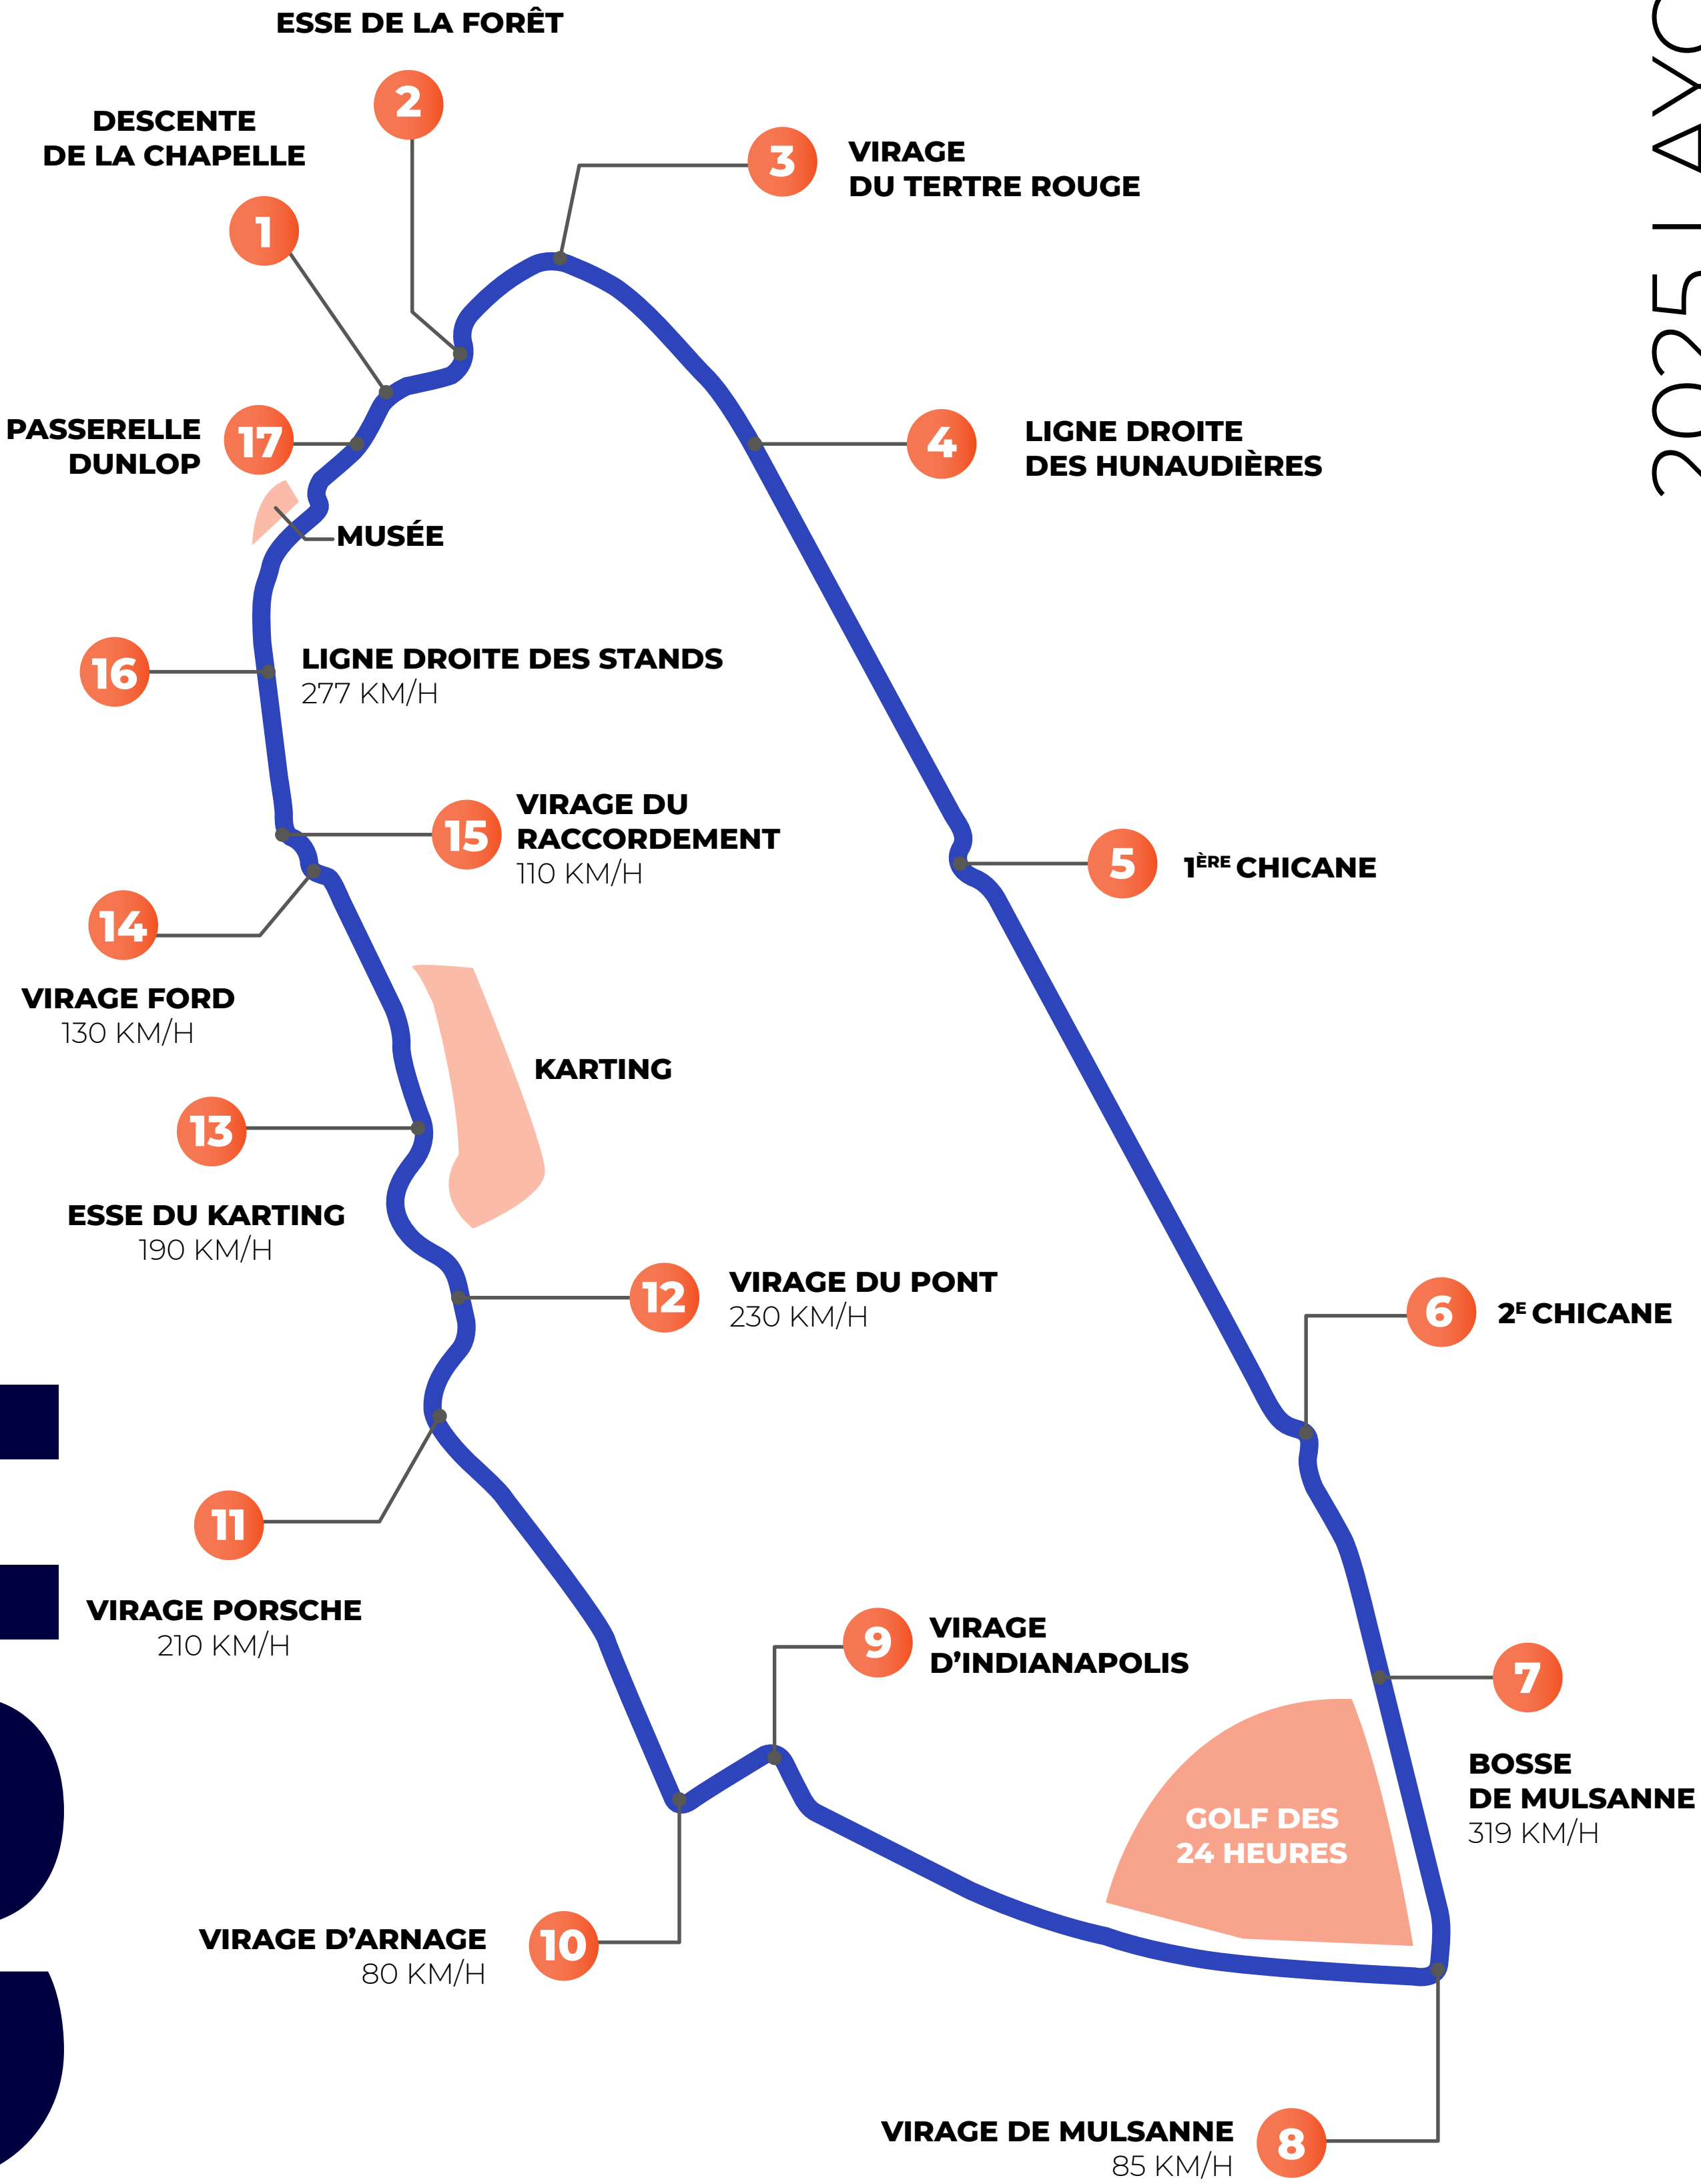 ESSE DE LA FORÊT
2
DESCENTE
DE LA CHAPELLE
1
3
VIRAGE
DU TERTRE ROUGE
PASSERELLE
DUNLOP
17
4
LIGNE DROITE
DES HUNAUDIÈRES
2025
MUSÉE
16
LIGNE DROITE DES STANDS
277 KM/H
15
VIRAGE DU
RACCORDEMENT
110 KM/H
5
1ÈRE CHICANE
14
VIRAGE FORD
130 KM/H
KARTING
13
ESSE DU KARTING
190 KM/H
12
VIRAGE DU PONT
230 KM/H
6
2E CHICANE
11
VIRAGE PORSCHE
210 KM/H
9
VIRAGE
D’INDIANAPOLIS
7
BOSSE
DE MULSANNE
319 KM/H
GOLF DES
24 HEURES
VIRAGE D’ARNAGE
80 KM/H
10
VIRAGE DE MULSANNE
85 KM/H
8